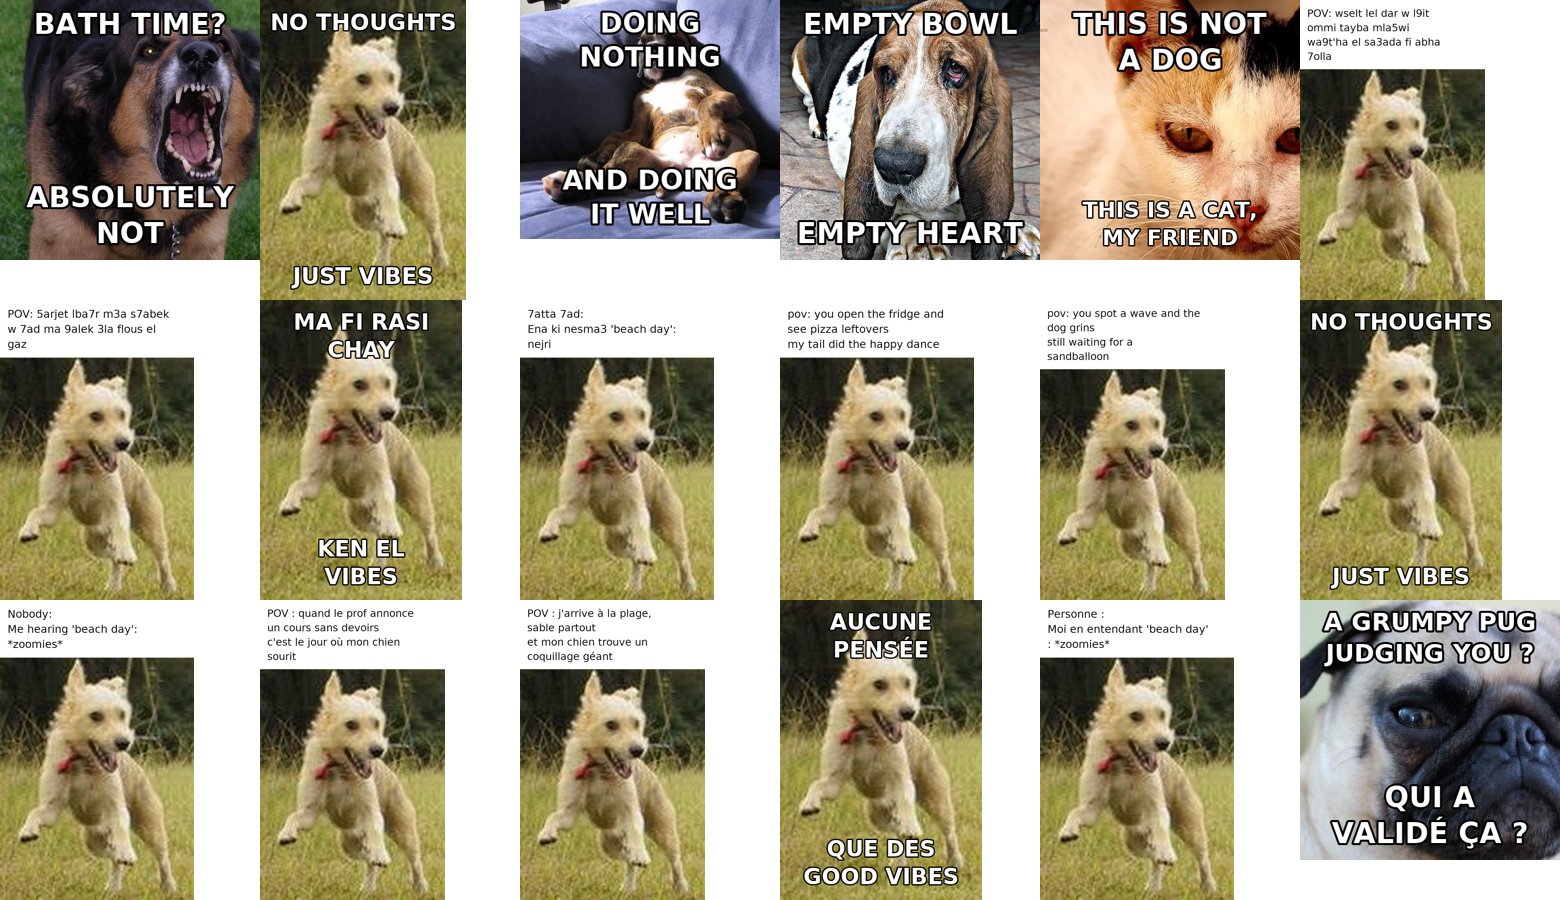 BATH TIME?
ABSOLUTELY
NOT
NO THOUGHTS
JUST VIBES
DOING
NOTHING
AND DOING
IT WELL
EMPTY BOWL
EMPTY HEART
THIS IS NOT
A DOG
THIS IS A CAT,
MY FRIEND
POV: wselt lel dar w l9it
ommi tayba mla5wi
wa9t'ha el sa3ada fi abha
7olla
POV: 5arjet lba7r m3a s7abek
w 7ad ma 9alek 3la flous el
gaz
MA FI RASI
CHAY
KEN EL
VIBES
7atta 7ad:
Ena ki nesma3 'beach day':
nejri
pov: you open the fridge and
see pizza leftovers
my tail did the happy dance
pov: you spot a wave and the
dog grins
still waiting for a
sandballoon
NO THOUGHTS
JUST VIBES
Nobody:
Me hearing 'beach day':
*zoomies*
POV : quand le prof annonce
un cours sans devoirs
c'est le jour où mon chien
sourit
POV : j'arrive à la plage,
sable partout
et mon chien trouve un
coquillage géant
AUCUNE
PENSÉE
QUE DES
GOOD VIBES
Personne :
Moi en entendant 'beach day'
: *zoomies*
A GRUMPY PUG
JUDGING YOU ?
QUI A
VALIDÉ ÇA ?